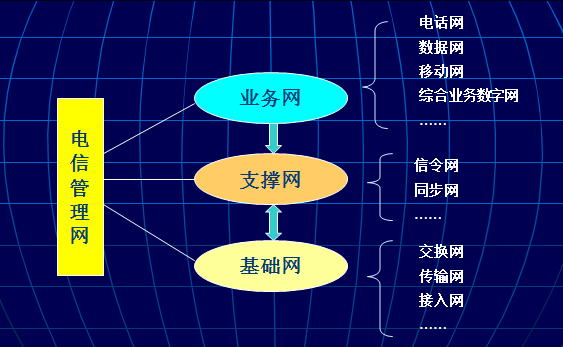 电信管理网
业务网
电话网
数据网
移动网
综合业务数字网
……
支撑网
信令网
同步网
……
基础网
交换网
传输网
接入网
……